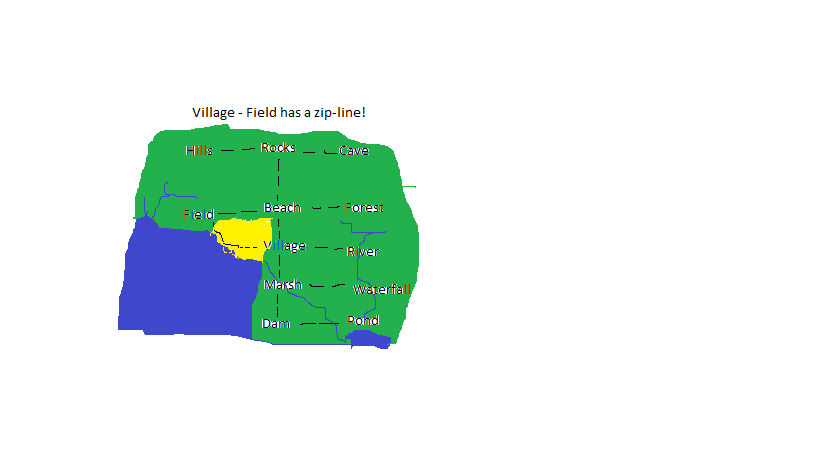 Village - Field has a zip-line!
Hills Rocks Cave
Field Beach Forest
Village River
Marsh Waterfall
Dam Pond